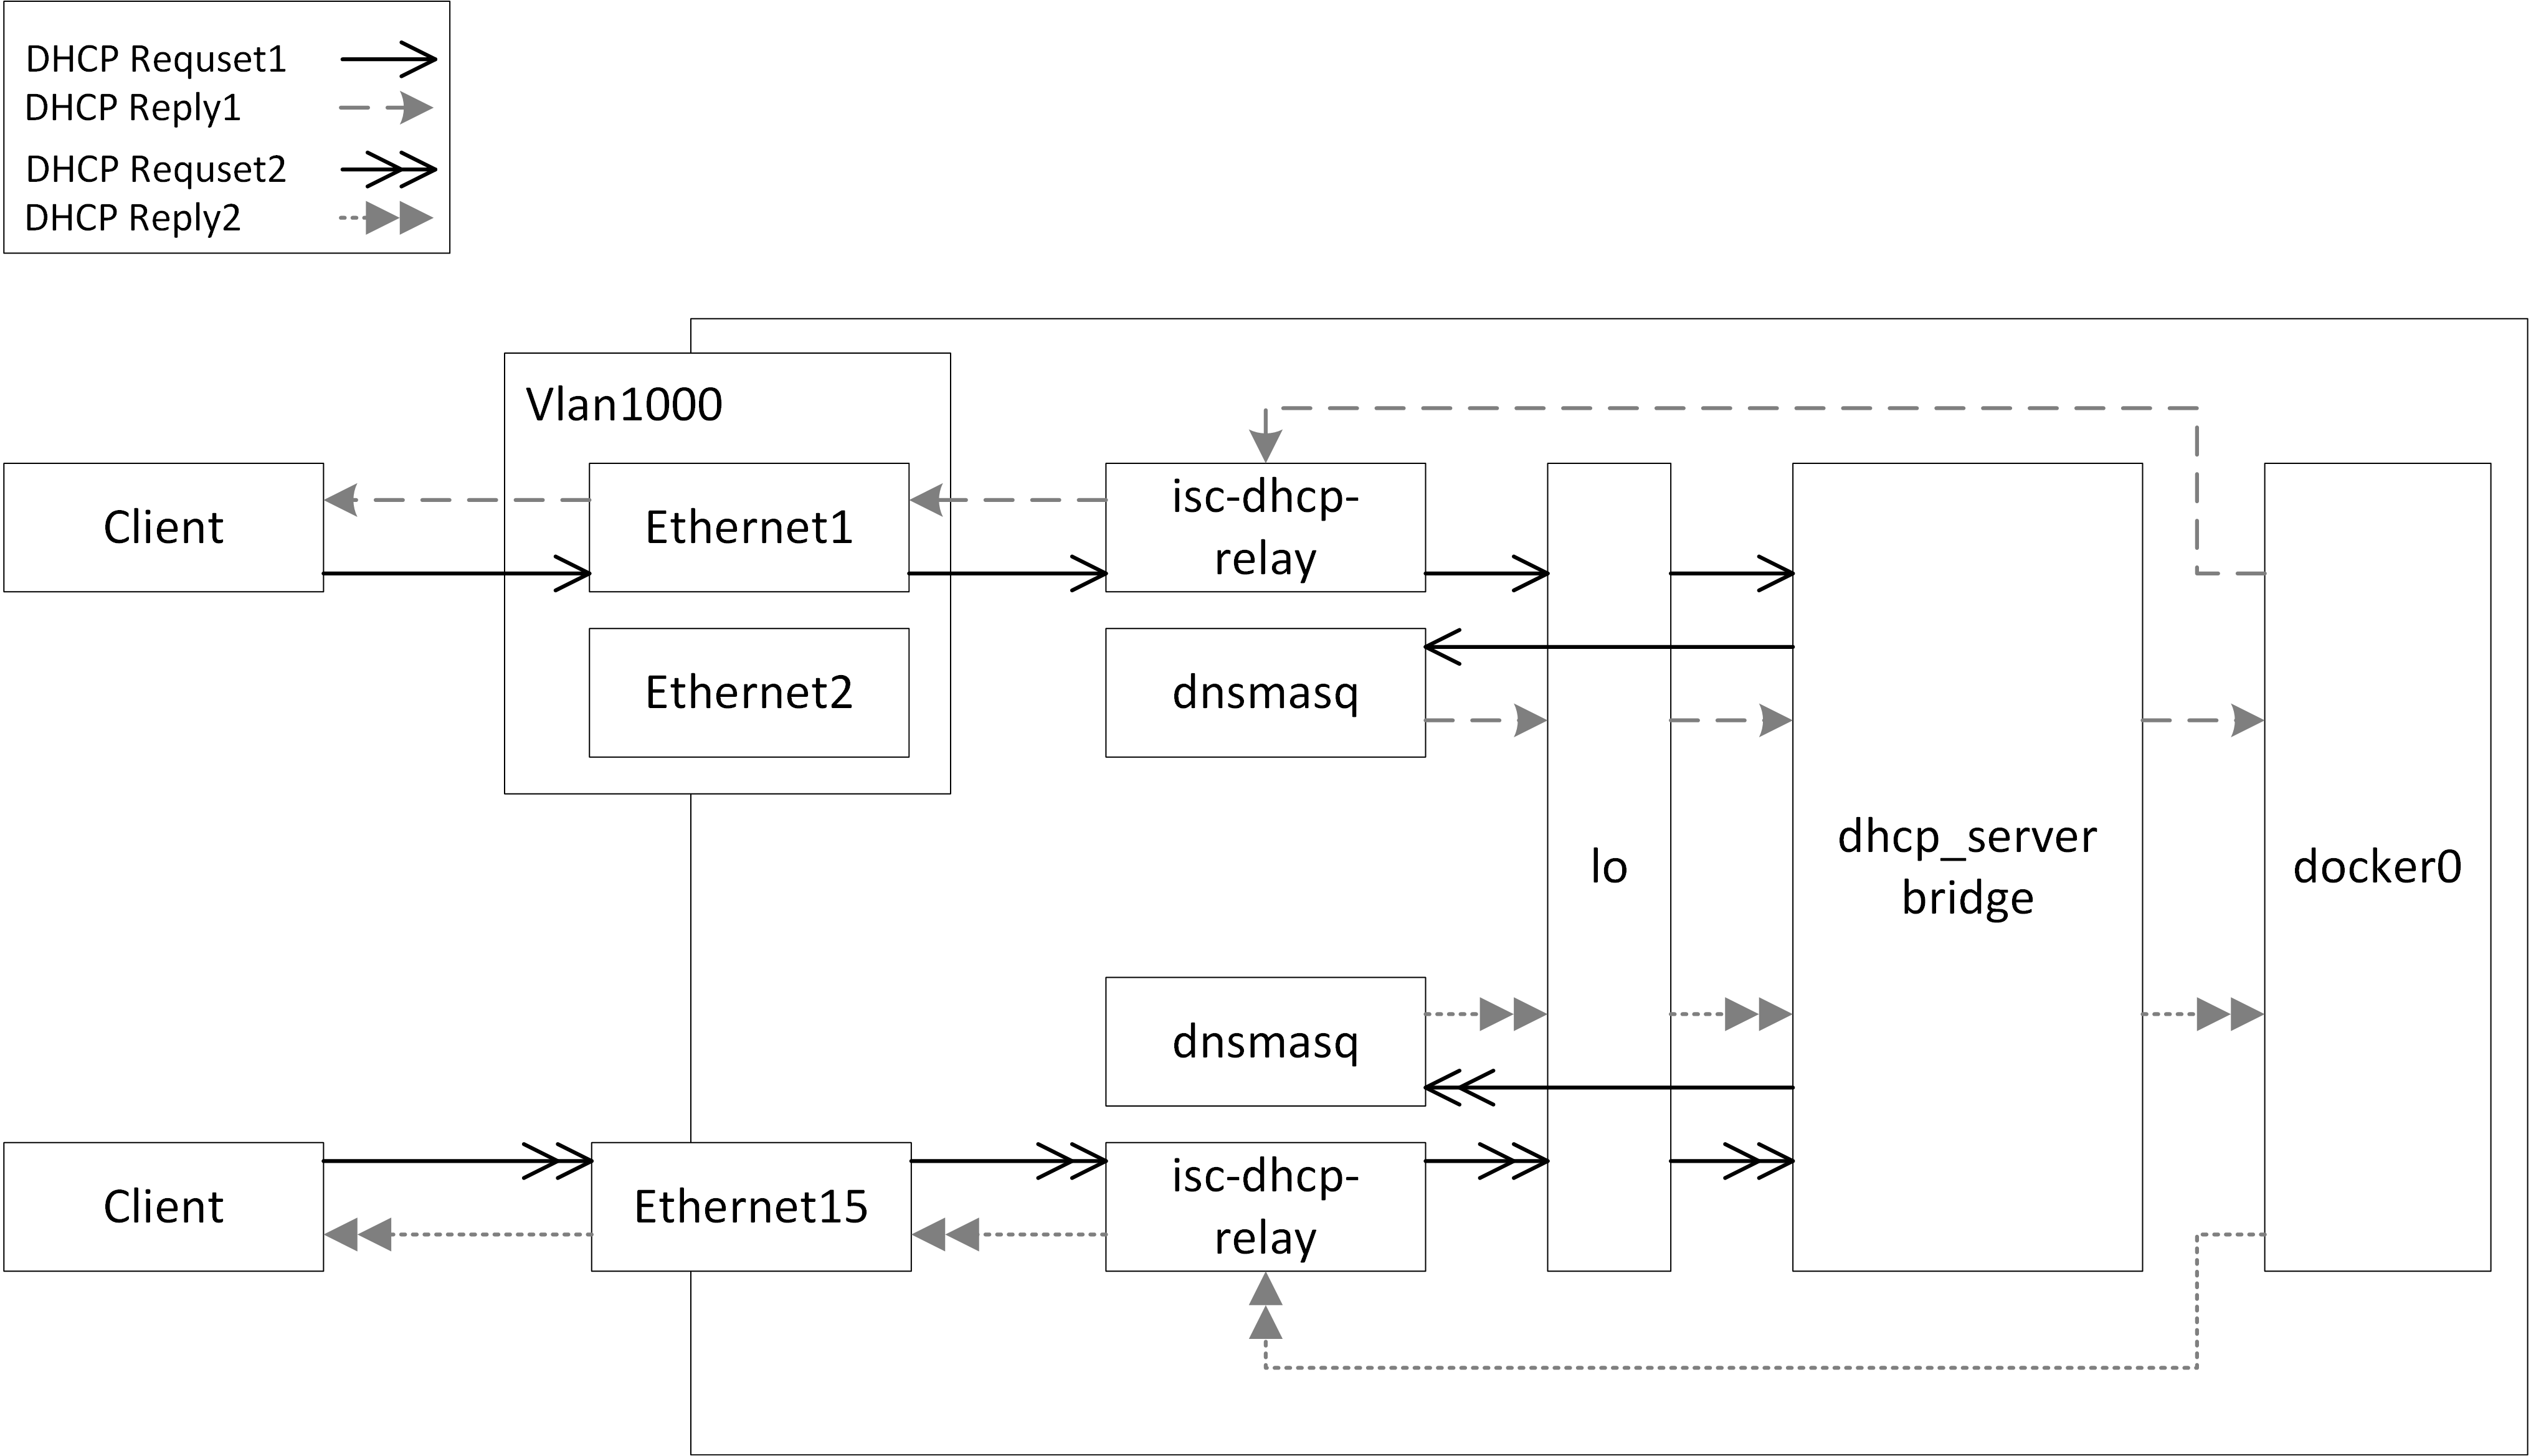 DHCP Requset1
DHCP Reply1
DHCP Requset2
DHCP Reply2
Vlan1000
Client
Ethernet1
isc-dhcp-
relay
Ethernet2
dnsmasq
lo
dhcp_server
bridge
docker0
dnsmasq
Client
Ethernet15
isc-dhcp-
relay